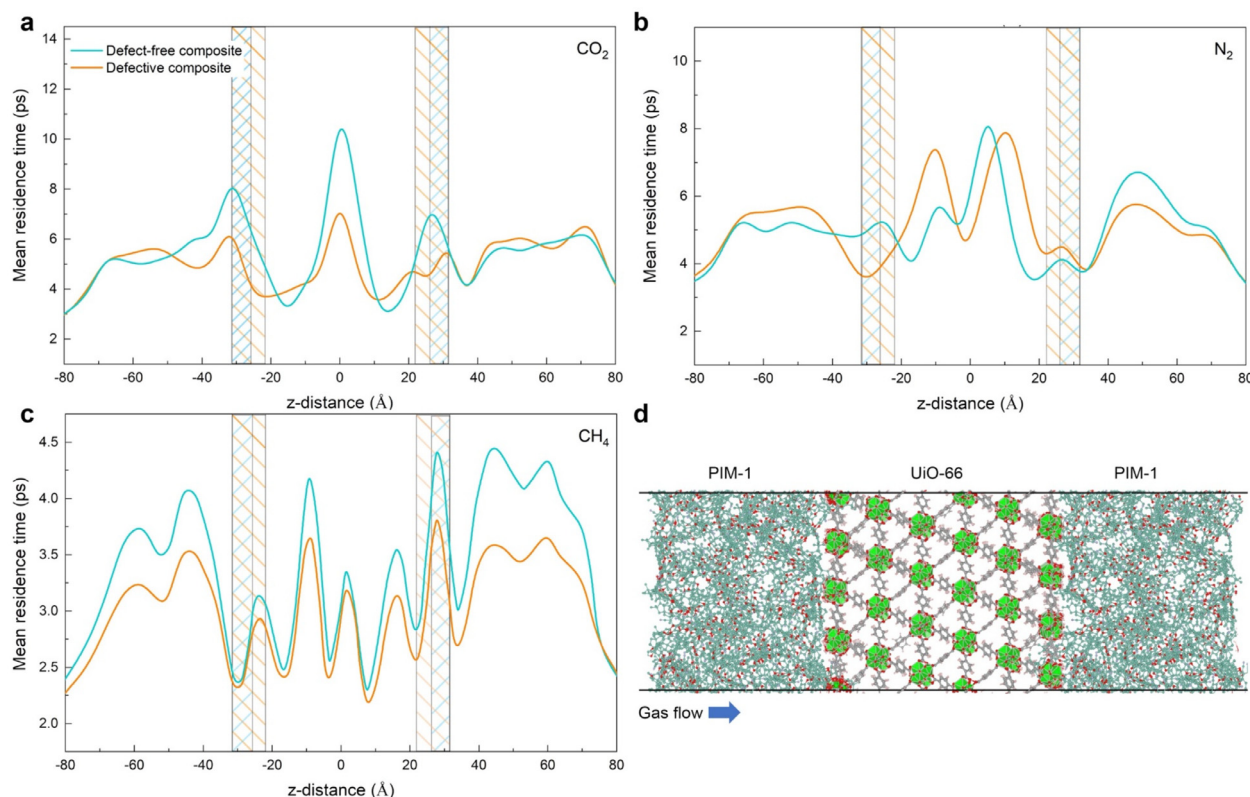 a
CO2
Defect-free composite
Defective composite
Mean residence time (ps)
14
12
10
8
6
4
2
-80 -60 -40 -20 0 20 40 60 80
z-distance (Å)
b
N2
Mean residence time (ps)
10
8
6
4
2
-80 -60 -40 -20 0 20 40 60 80
z-distance (Å)
c
CH4
Mean residence time (ps)
4.5
4.0
3.5
3.0
2.5
2.0
-80 -60 -40 -20 0 20 40 60 80
z-distance (Å)
d
PIM-1 UiO-66 PIM-1
Gas flow